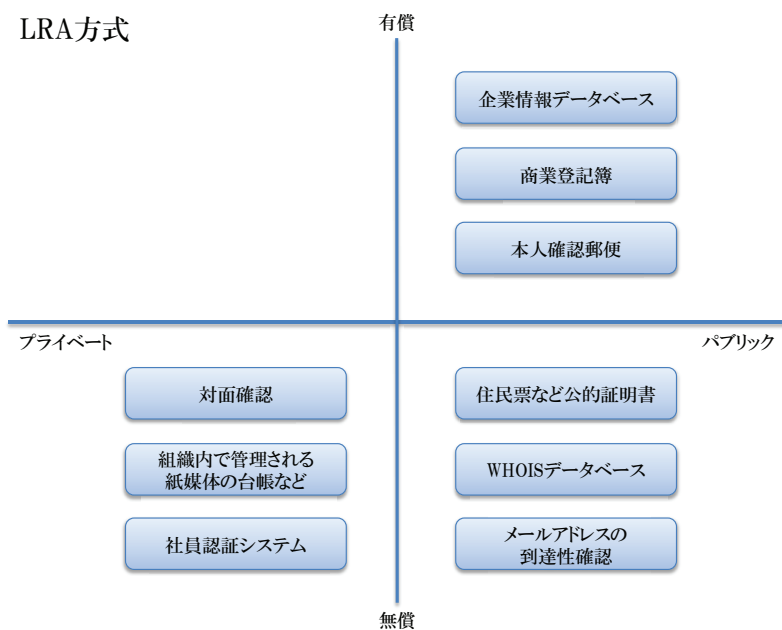 LRA方式
有償
企業情報データベース
商業登記簿
本人確認郵便
プライベート
パブリック
対面確認
組織内で管理される
紙媒体の台帳など
社員認証システム
住民票など公的証明書
WHOISデータベース
メールアドレスの
到達性確認
無償